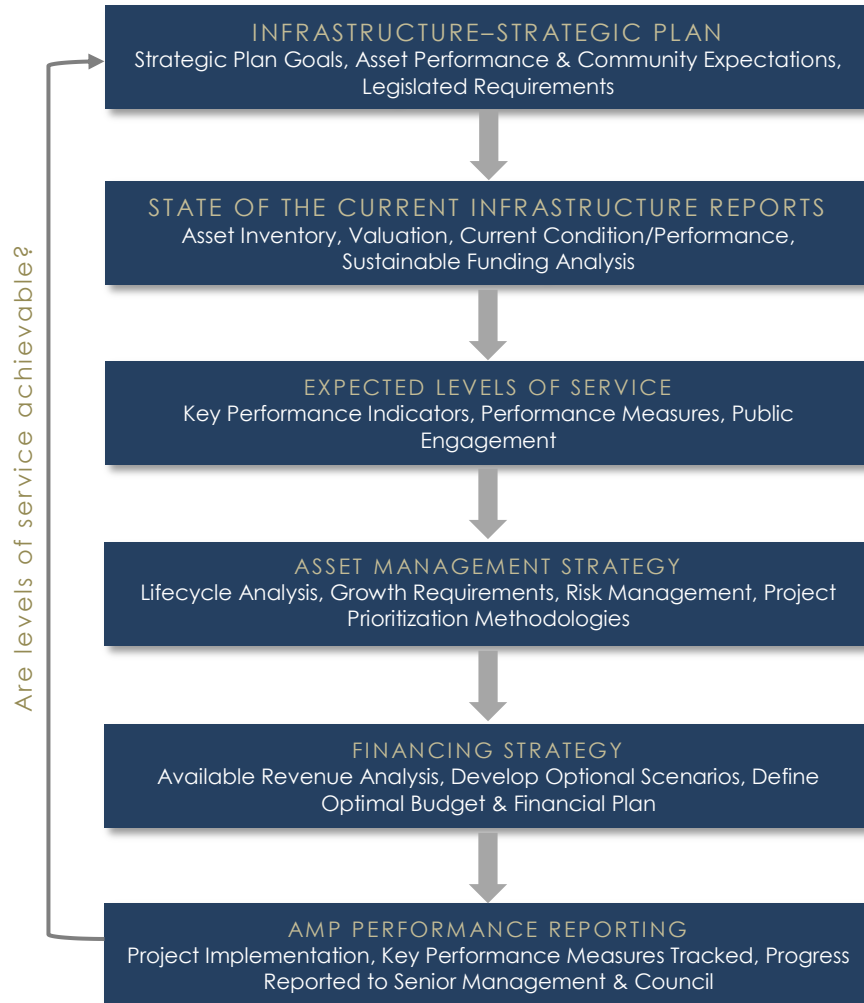 INFRASTRUCTURE–STRATEGIC PLAN
Strategic Plan Goals, Asset Performance & Community Expectations,
Legislated Requirements
STATE OF THE CURRENT INFRASTRUCTURE REPORTS
Asset Inventory, Valuation, Current Condition/Performance,
Sustainable Funding Analysis
EXPECTED LEVELS OF SERVICE
Key Performance Indicators, Performance Measures, Public
Engagement
ASSET MANAGEMENT STRATEGY
Lifecycle Analysis, Growth Requirements, Risk Management, Project
Prioritization Methodologies
FINANCING STRATEGY
Available Revenue Analysis, Develop Optional Scenarios, Define
Optimal Budget & Financial Plan
AMP PERFORMANCE REPORTING
Project Implementation, Key Performance Measures Tracked, Progress
Reported to Senior Management & Council
Are levels of service achievable?